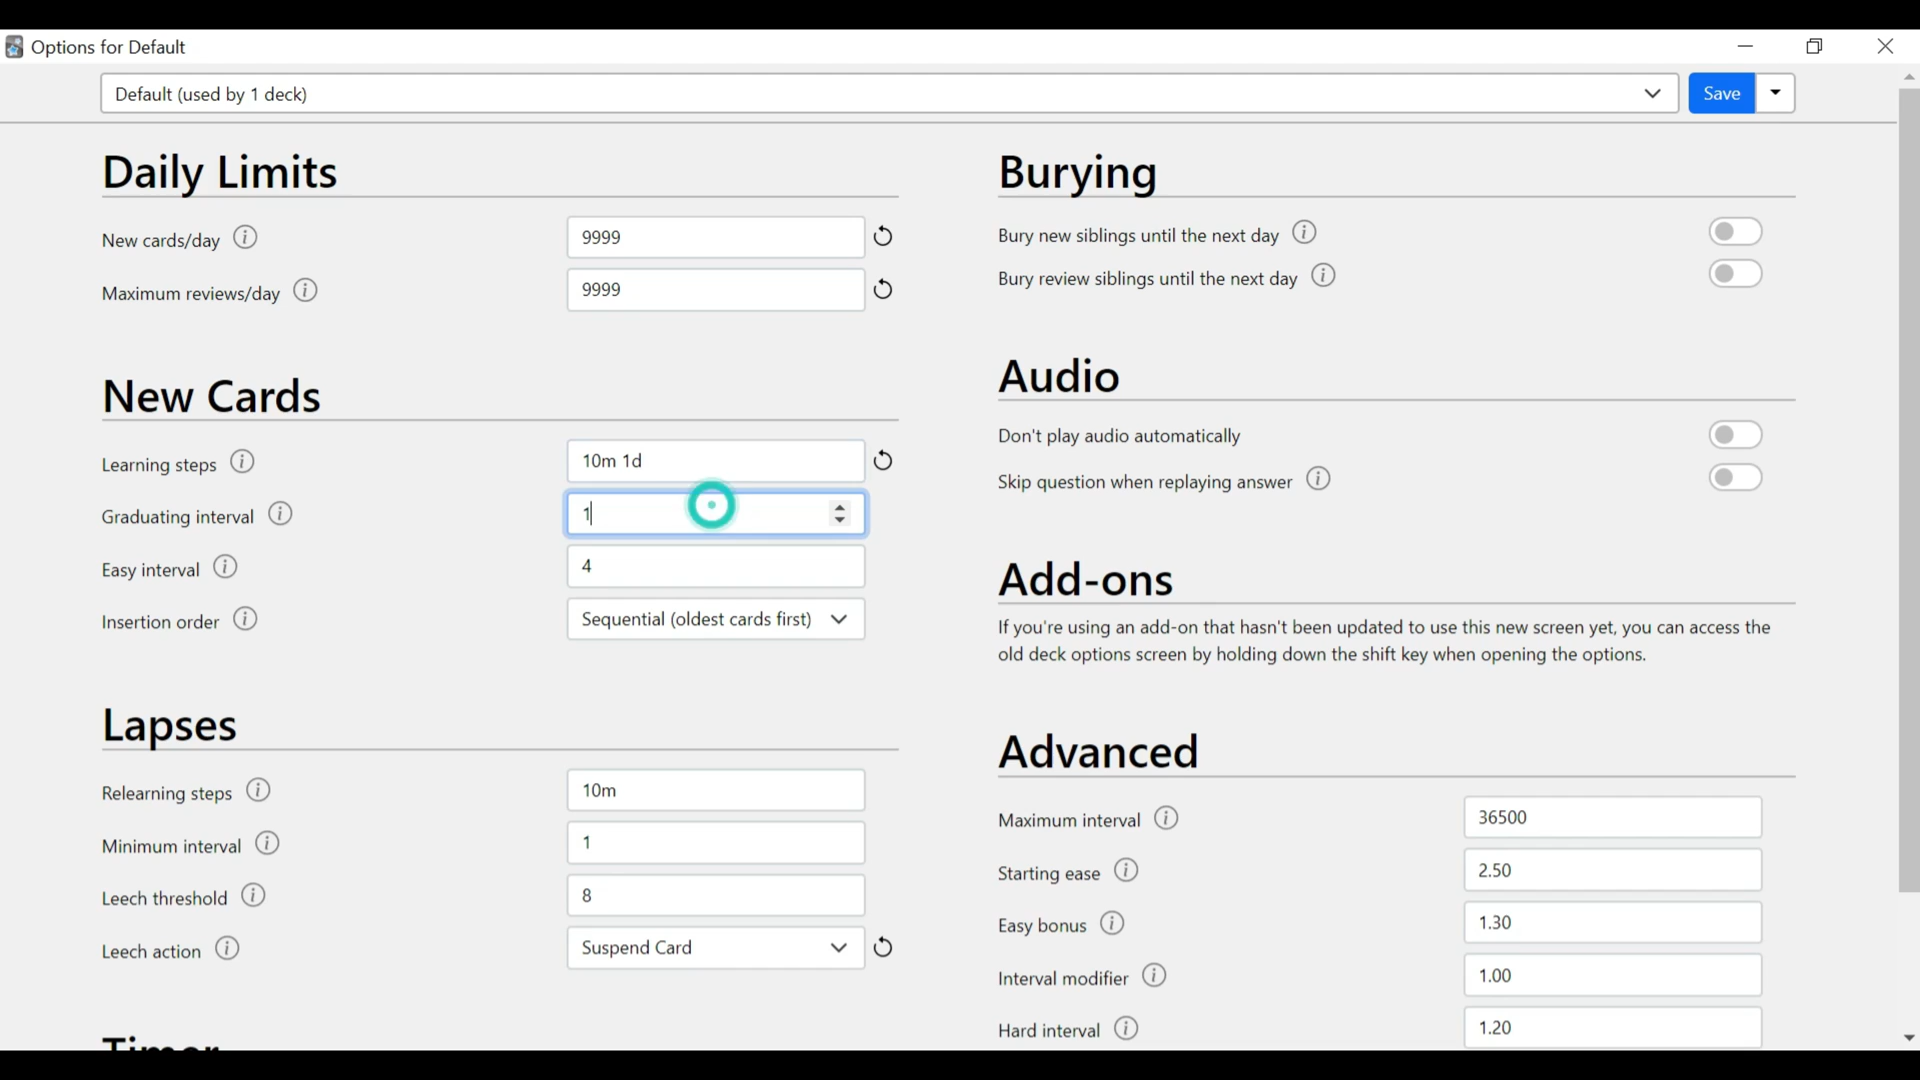 Options for Default
Default (used by 1 deck)
Save
Daily Limits
New cards/day
9999
Maximum reviews/day
9999
New Cards
Learning steps
10m 1d
Graduating interval
1
Easy interval
4
Insertion order
Sequential (oldest cards first)
Lapses
Relearning steps
10m
Minimum interval
1
Leech threshold
8
Leech action
Suspend Card
Timer
Burying
Bury new siblings until the next day
Bury review siblings until the next day
Audio
Don't play audio automatically
Skip question when replaying answer
Add-ons
If you're using an add-on that hasn't been updated to use this new screen yet, you can access the
old deck options screen by holding down the shift key when opening the options.
Advanced
Maximum interval
36500
Starting ease
2.50
Easy bonus
1.30
Interval modifier
1.00
Hard interval
1.20